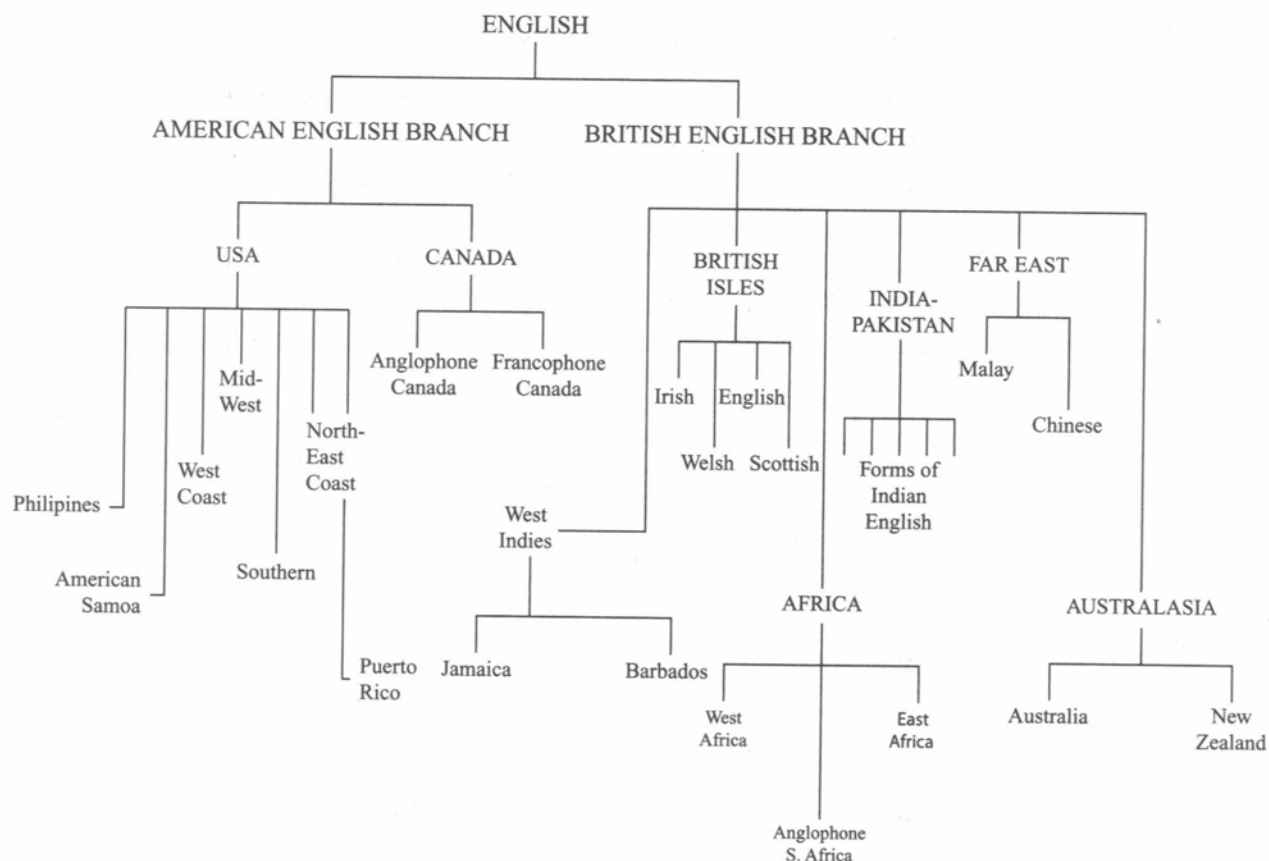 ENGLISH
AMERICAN ENGLISH BRANCH
BRITISH ENGLISH BRANCH
USA
CANADA
BRITISH
ISLES
INDIA-
PAKISTAN
FAR EAST
Anglophone
Canada
Francophone
Canada
Mid-
West
Irish
English
Welsh
Scottish
Malay
Chinese
North-
East
Coast
West
Coast
Philipines
Forms of
Indian
English
West
Indies
Southern
American
Samoa
AFRICA
AUSTRALASIA
Puerto
Rico
Jamaica
Barbados
West
Africa
East
Africa
Australia
New
Zealand
Anglophone
S. Africa